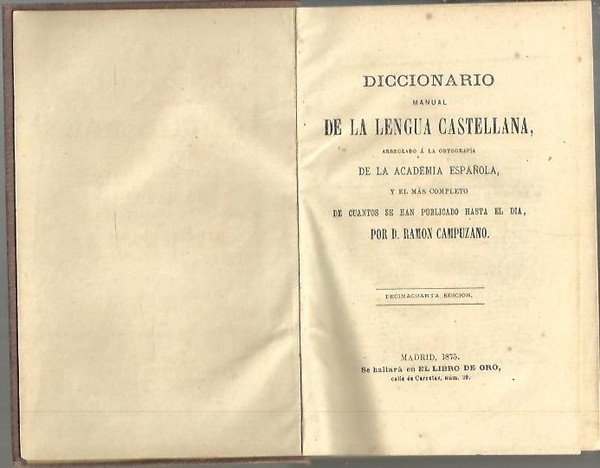 DICCIONARIO
MANUAL
DE LA LENGUA CASTELLANA,
ARREGLADO Á LA ORTOGRAFÍA
DE LA ACADEMIA ESPAÑOLA,
Y EL MÁS COMPLETO
DE CUANTOS SE HAN PUBLICADO HASTA EL DIA,
POR D. RAMON CAMPUZANO.
DECIMACUARTA EDICION.
MADRID, 1875.
Se hallará en EL LIBRO DE ORO,
calle de Carretas, núm. 39.